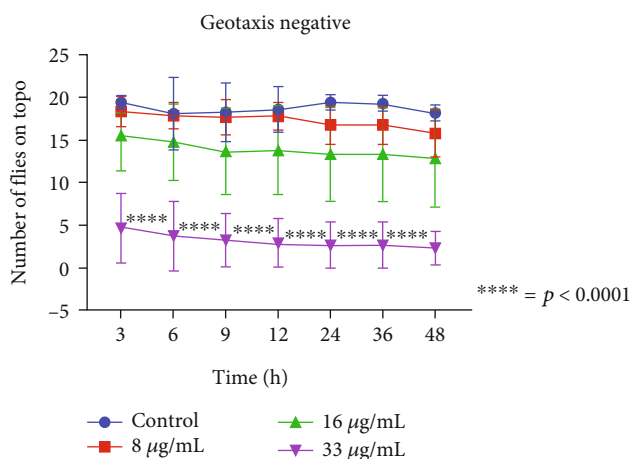 Geotaxis negative
Number of flies on topo
25
20
15
10
5
0
−5
**** **** **** **** **** **** ****
**** = p < 0.0001
3 6 9 12 24 36 48
Time (h)
Control
8 µg/mL
16 µg/mL
33 µg/mL